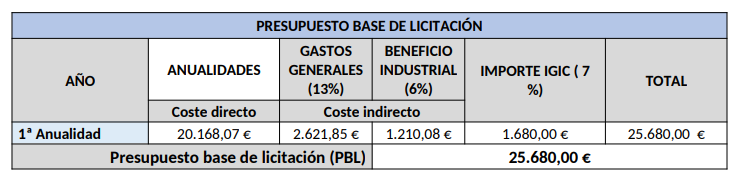 PRESUPUESTO BASE DE LICITACIÓN
AÑO
ANUALIDADES
GASTOS
GENERALES
(13%)
BENEFICIO
INDUSTRIAL
(6%)
IMPORTE IGIC ( 7
%)
TOTAL
Coste directo
Coste indirecto
1ª Anualidad 20.168,07 € 2.621,85 € 1.210,08 € 1.680,00 € 25.680,00 €
Presupuesto base de licitación (PBL) 25.680,00 €